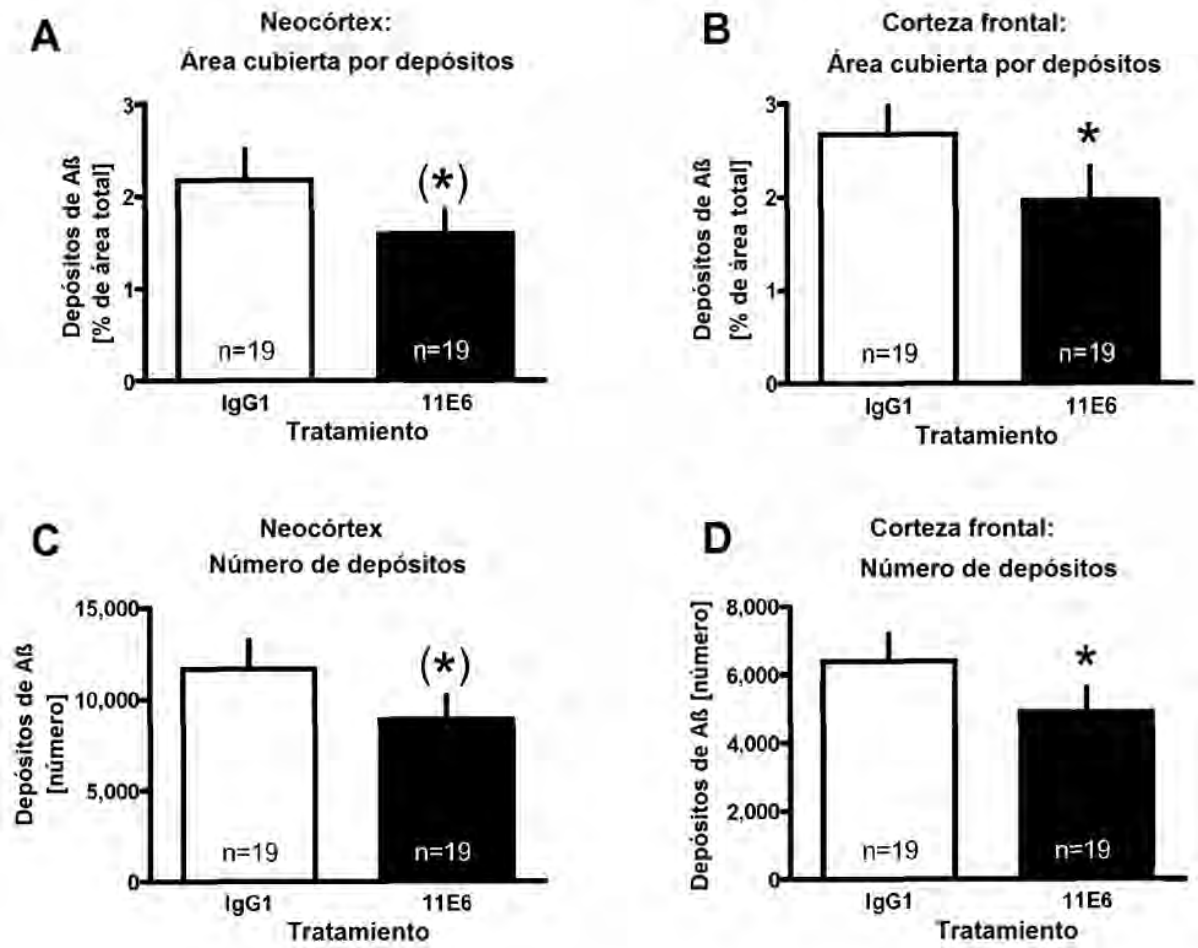 A
Neocórtex:
Área cubierta por depósitos
Depósitos de Aß
[% de área total]
3
2
1
0
(*)
n=19
n=19
IgG1
11E6
Tratamiento
B
Corteza frontal:
Área cubierta por depósitos
Depósitos de Aß
[% de área total]
3
2
1
0
*
n=19
n=19
IgG1
11E6
Tratamiento
C
Neocórtex
Número de depósitos
Depósitos de Aß
[número]
15,000
10,000
5,000
0
(*)
n=19
n=19
IgG1
11E6
Tratamiento
D
Corteza frontal:
Número de depósitos
Depósitos de Aß [número]
8,000
6,000
4,000
2,000
0
*
n=19
n=19
IgG1
11E6
Tratamiento